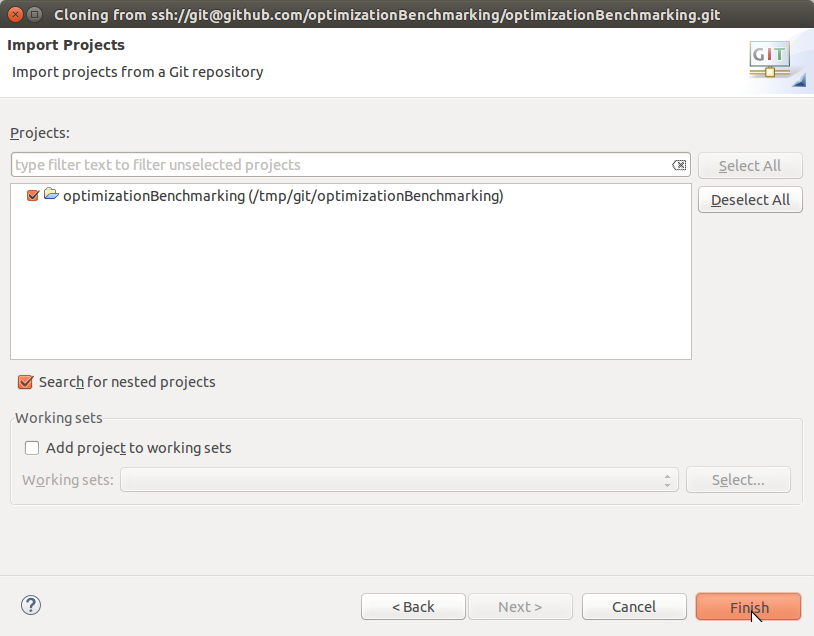 Cloning from ssh://git@github.com/optimizationBenchmarking/optimizationBenchmarking.git
Import Projects
Import projects from a Git repository
GIT
Projects:
type filter text to filter unselected projects
Select All
optimizationBenchmarking (/tmp/git/optimizationBenchmarking)
Deselect All
Search for nested projects
Working sets
Add project to working sets
Working sets:
Select...
?
< Back
Next >
Cancel
Finish